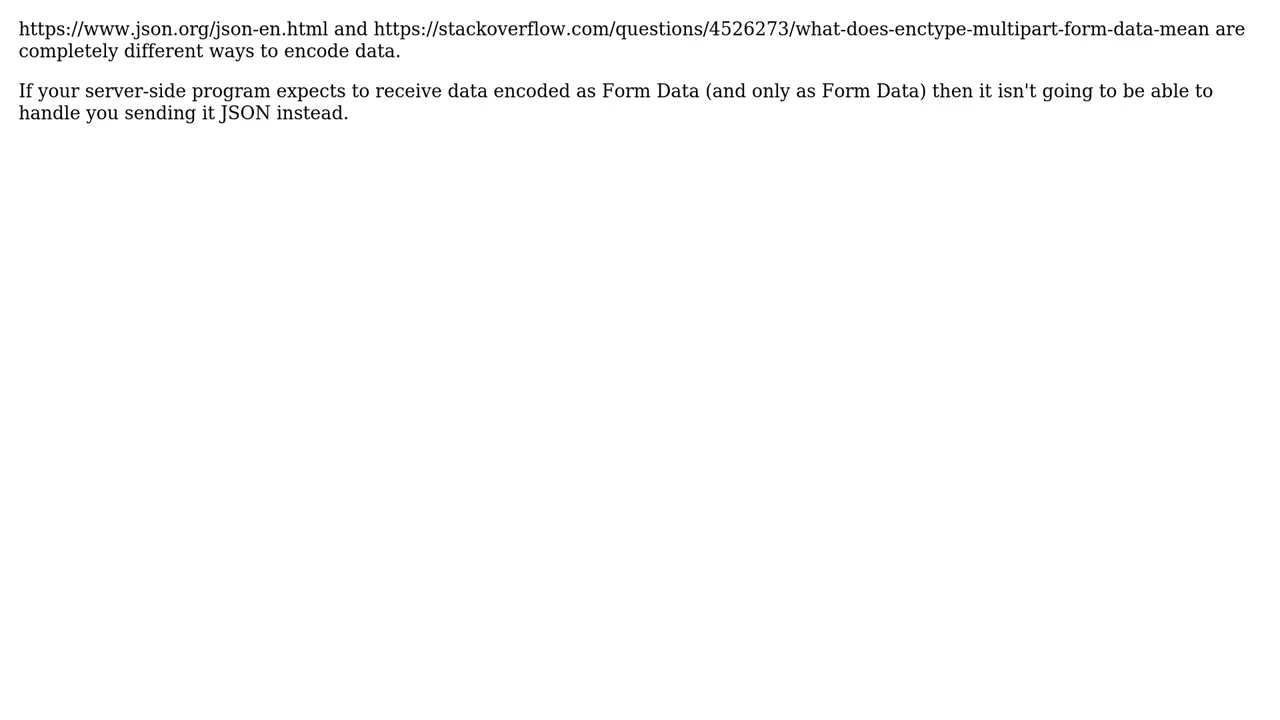 https://www.json.org/json-en.html and https://stackoverflow.com/questions/4526273/what-does-enctype-multipart-form-data-mean are
completely different ways to encode data.
If your server-side program expects to receive data encoded as Form Data (and only as Form Data) then it isn't going to be able to
handle you sending it JSON instead.